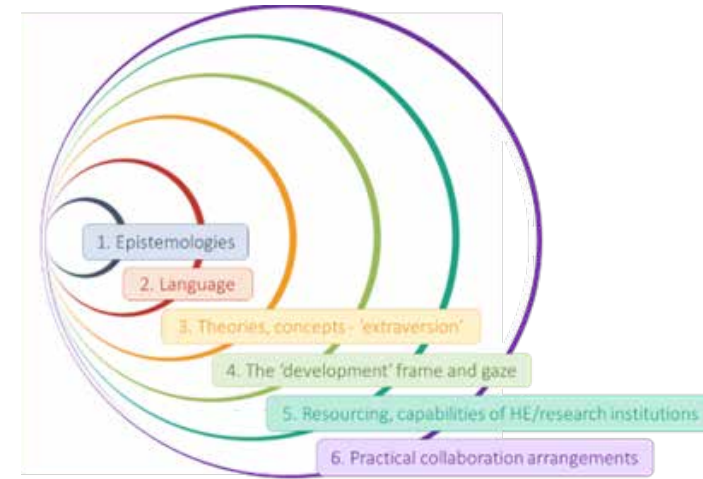 1. Epistemologies
2. Language
3. Theories, concepts - 'extraversion'
4. The 'development' frame and gaze
5. Resourcing, capabilities of HE/research institutions
6. Practical collaboration arrangements